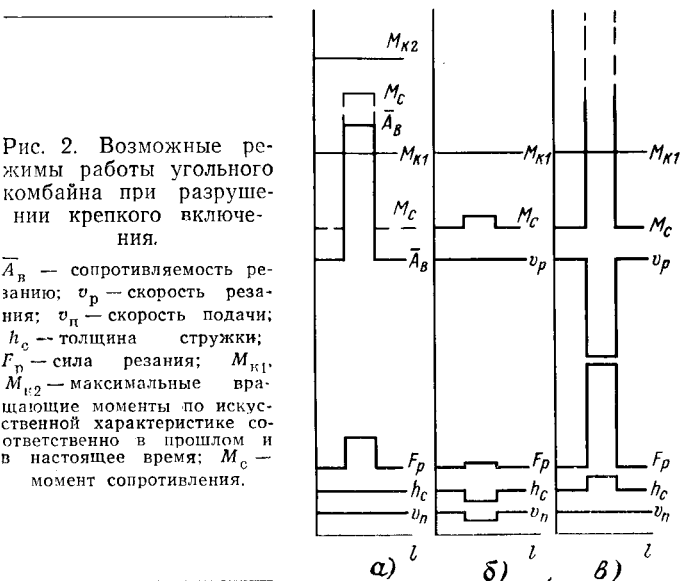 Рис. 2. Возможные ре-
жимы работы угольного
комбайна при разруше-
нии крепкого включе-
ния.
A̅в — сопротивляемость ре-
занию; vр — скорость реза-
ния; vп — скорость подачи;
hс — толщина стружки;
Fр — сила резания; Mк1,
Mк2 — максимальные вра-
щающие моменты по искус-
ственной характеристике со-
ответственно в прошлом и
в настоящее время; Mс —
момент сопротивления.
Mк2
Mс
A̅в
Mк1
Mс
A̅в
Fр
hс
vп
l
а)
Mк1
Mс
vр
Fр
hс
vп
l
б)
Mк1
Mс
vр
Fр
hс
vп
l
в)